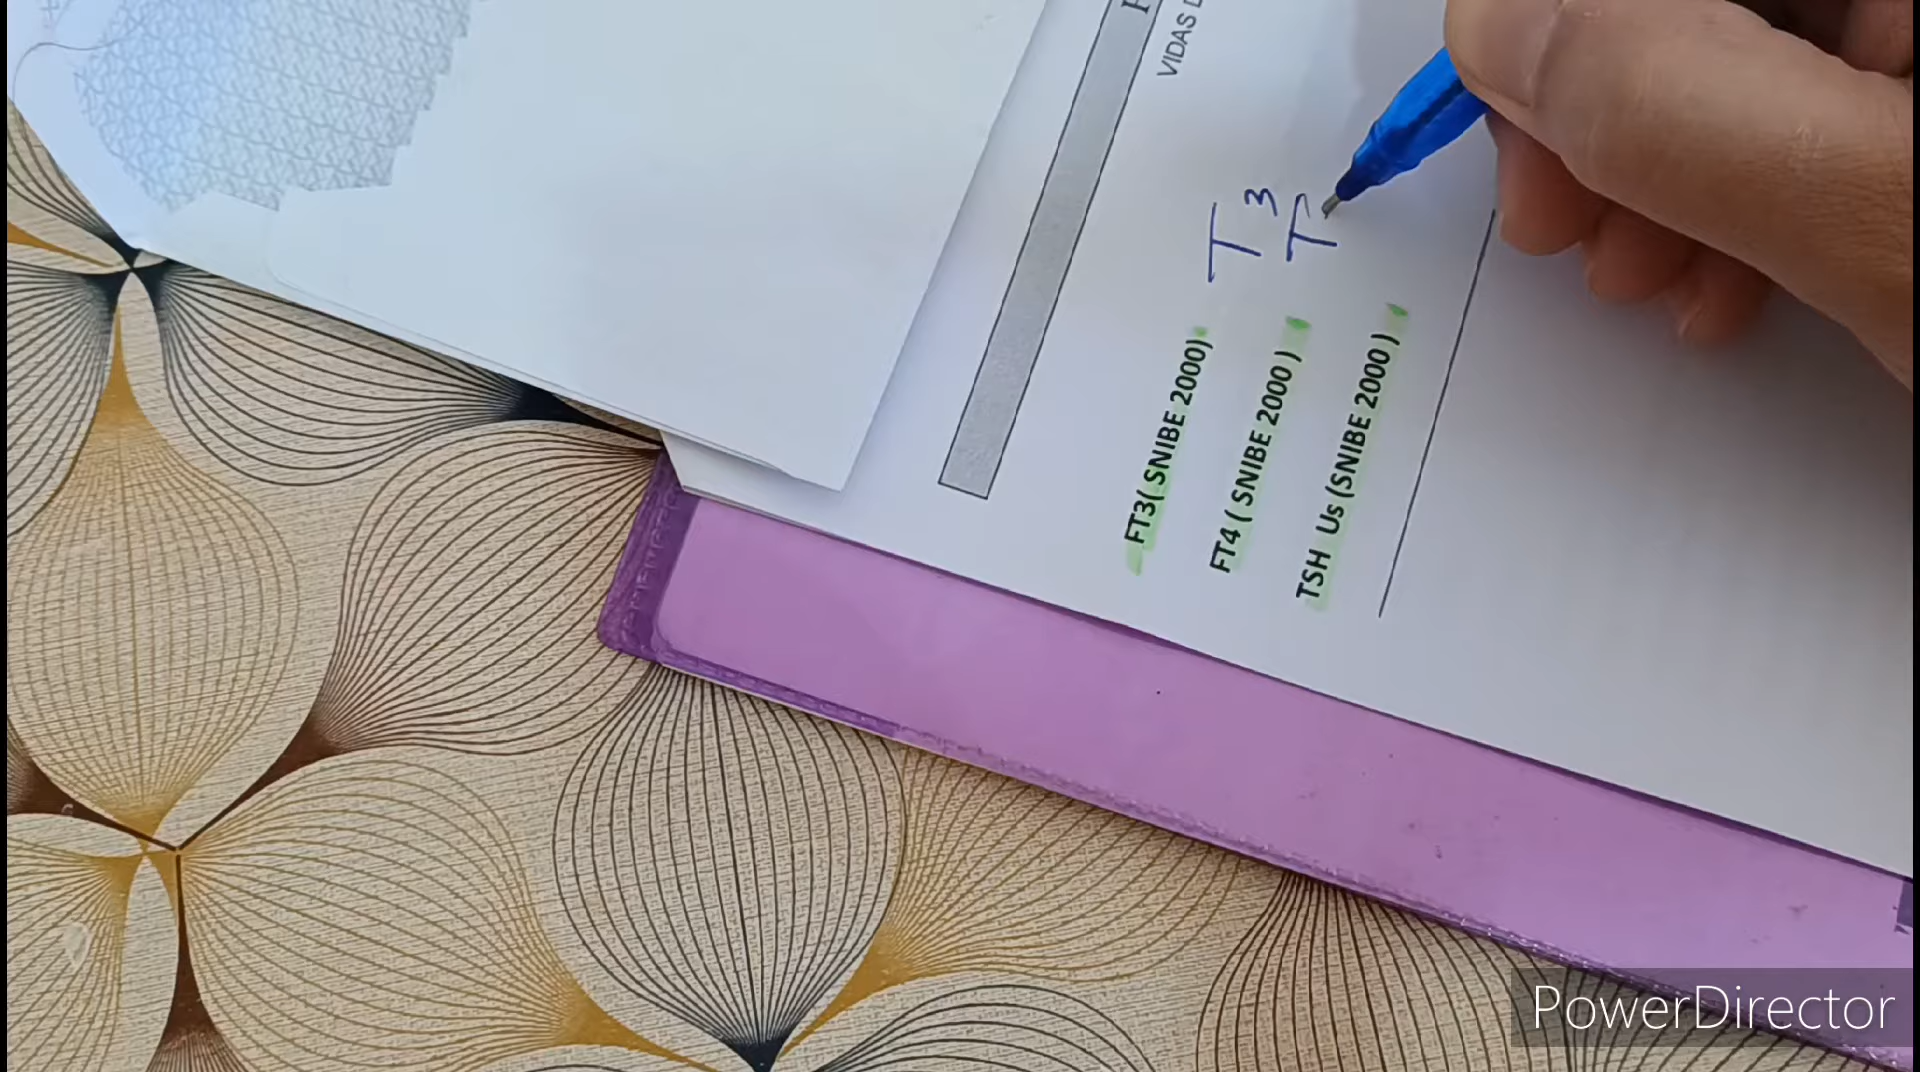 VIDAS
FT3( SNIBE 2000)
T3
FT4 ( SNIBE 2000 )
T
TSH Us (SNIBE 2000 )
PowerDirector